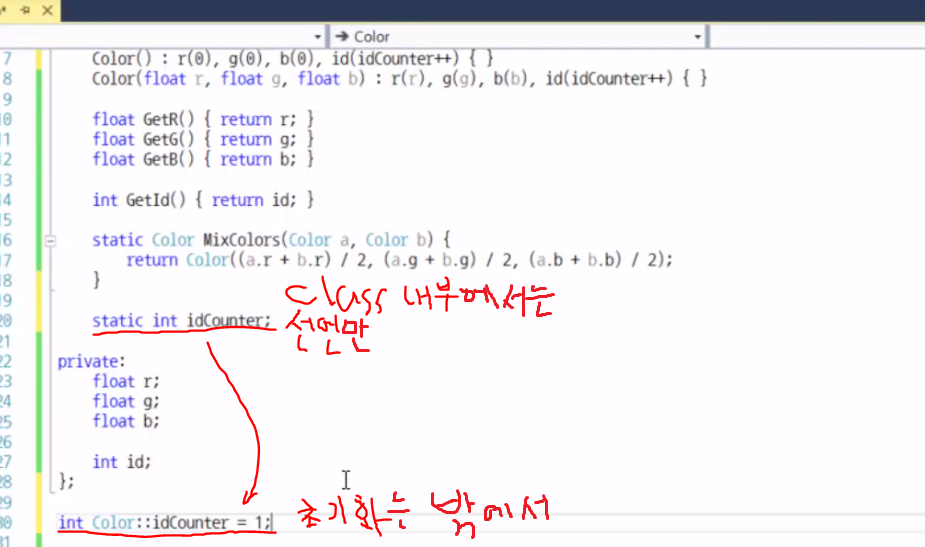 Color
7 Color() : r(0), g(0), b(0), id(idCounter++) { }
8 Color(float r, float g, float b) : r(r), g(g), b(b), id(idCounter++) { }
9
10 float GetR() { return r; }
11 float GetG() { return g; }
12 float GetB() { return b; }
13
14 int GetId() { return id; }
15
16 static Color MixColors(Color a, Color b) {
17 return Color((a.r + b.r) / 2, (a.g + b.g) / 2, (a.b + b.b) / 2);
18 }
19 class 내부에서는
20 static int idCounter; 선언만
21
22 private:
23 float r;
24 float g;
25 float b;
26
27 int id;
28 };
29
30 int Color::idCounter = 1; 초기화는 밖에서
31